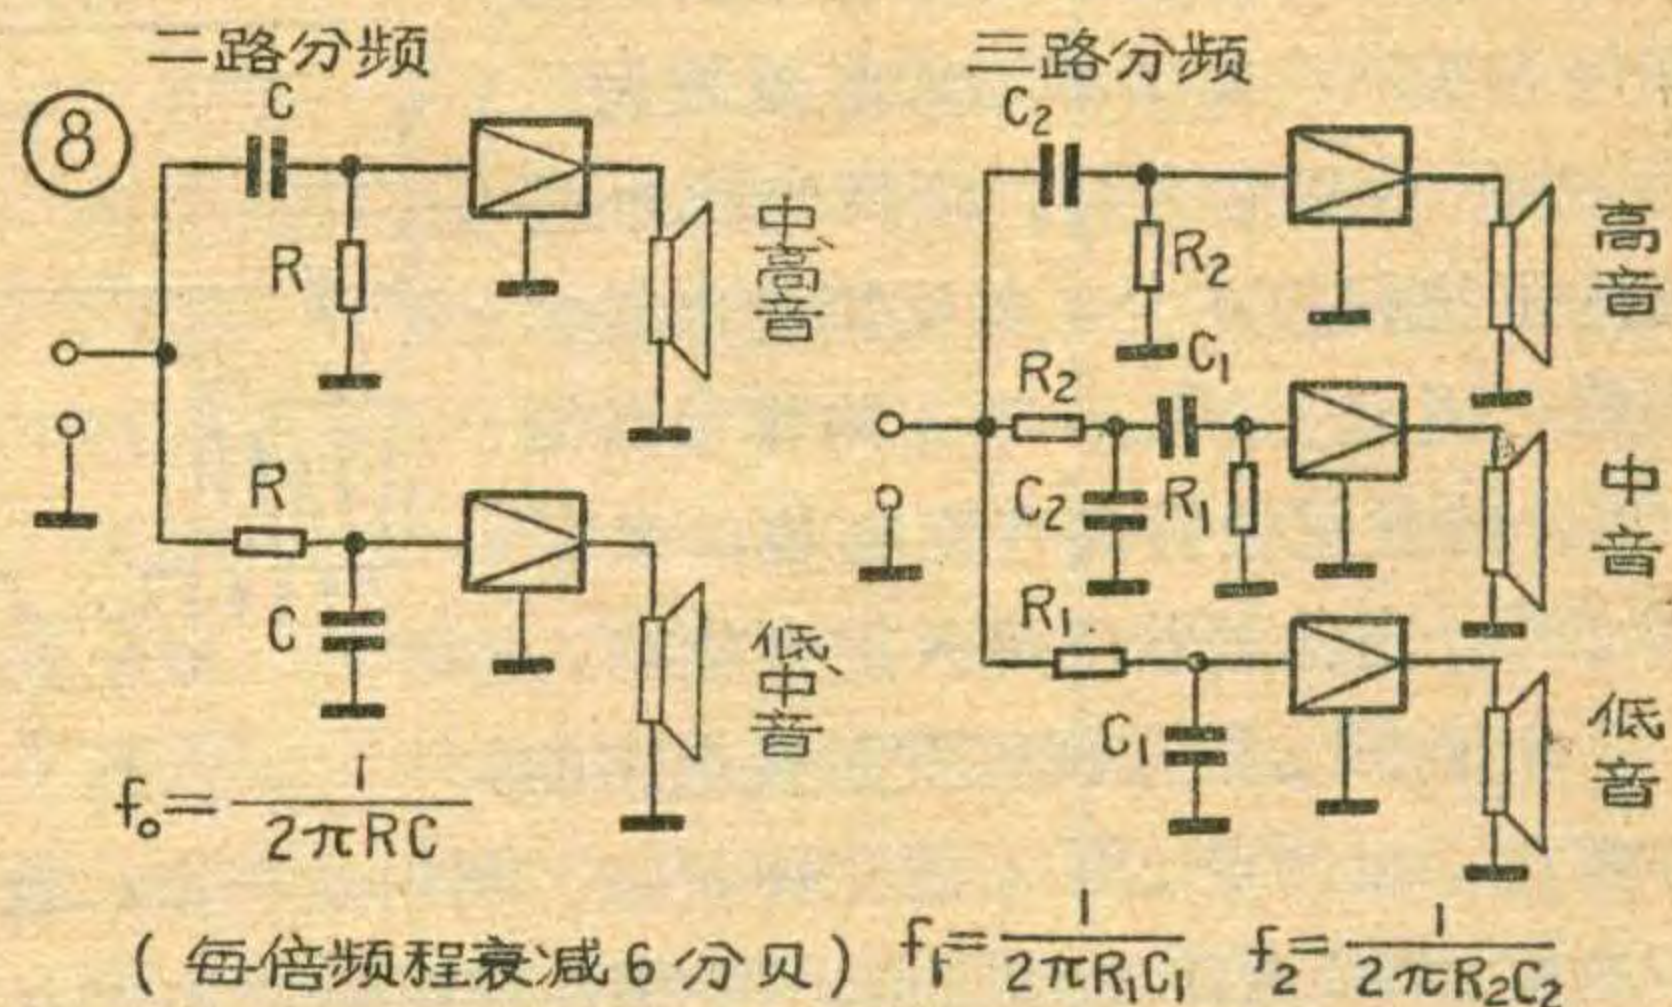 二路分频
三路分频
⑧
C
R
中、高音
R
C
低、中音
f₀=1/2πRC
C₂
R₂
高音
R₂
C₁
C₂
R₁
中音
R₁
C₁
低音
(每倍频程衰减6分贝)
f₁=1/2πR₁C₁
f₂=1/2πR₂C₂